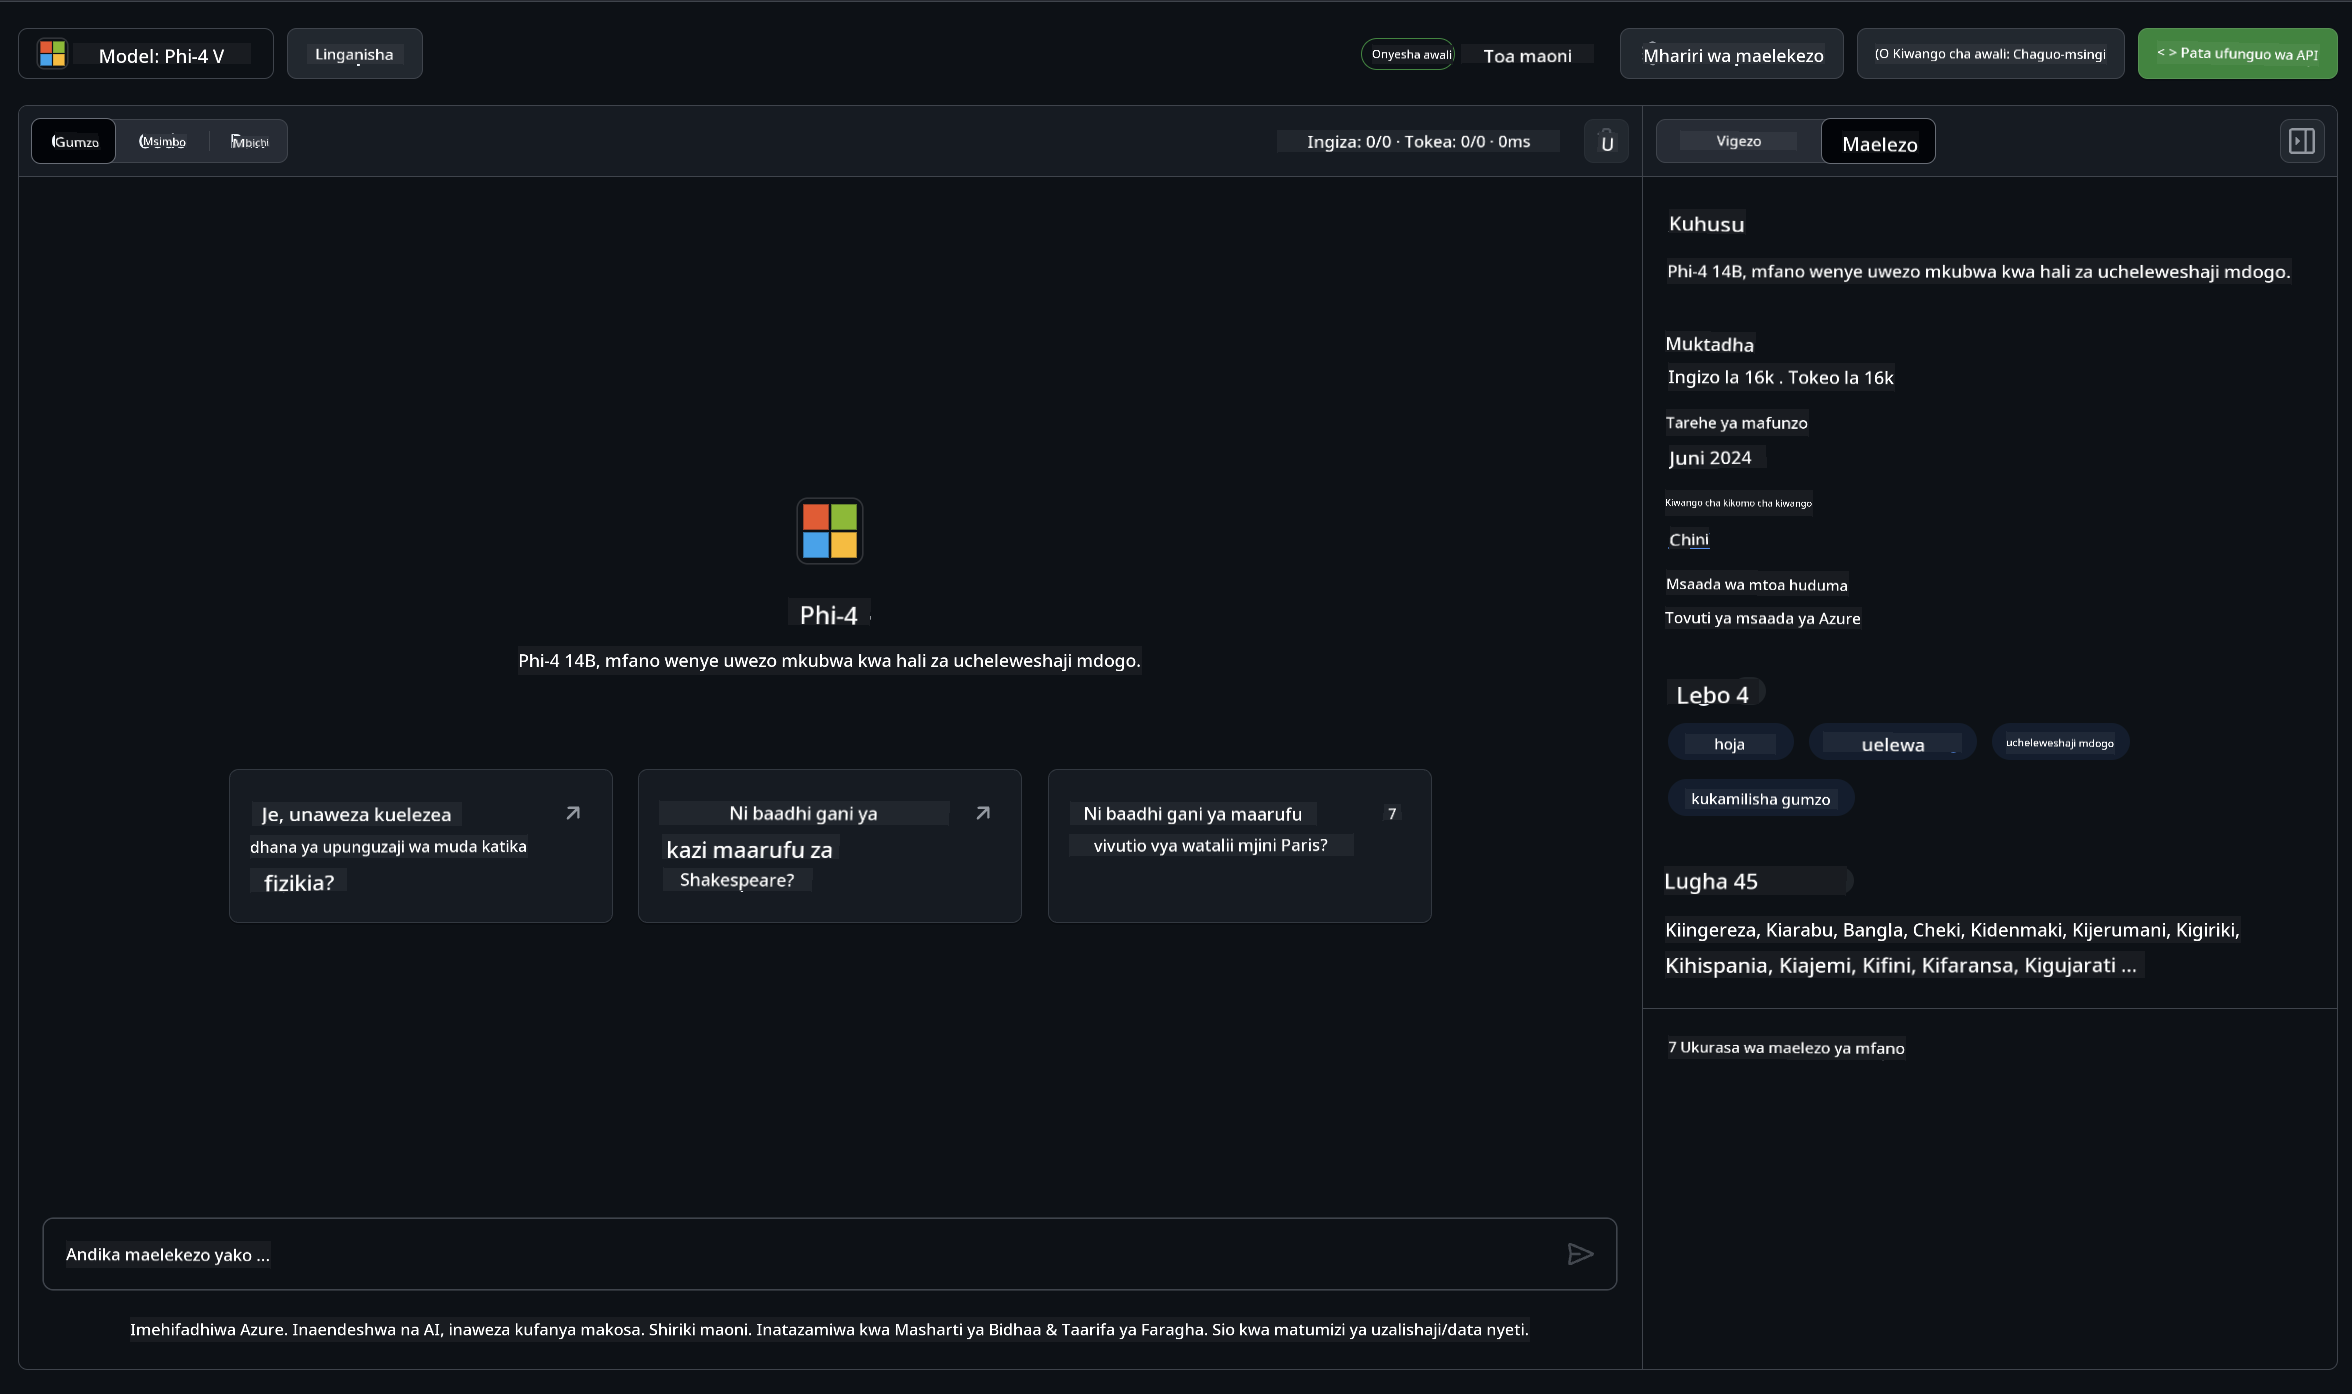 Model: Phi-4 V
Linganisha
Onyesha awali
Toa maoni
Mhariri wa maelekezo
(O Kiwango cha awali: Chaguo-msingi
< > Pata ufunguo wa API
Gumzo
Msimbo
Mbichi
Ingiza: 0/0 · Tokea: 0/0 · 0ms
U
Vigezo
Maelezo
Phi-4
Phi-4 14B, mfano wenye uwezo mkubwa kwa hali za ucheleweshaji mdogo.
Je, unaweza kuelezea
dhana ya upunguzaji wa muda katika
fizikia?
Ni baadhi gani ya
kazi maarufu za
Shakespeare?
Ni baadhi gani ya maarufu 7
vivutio vya watalii mjini Paris?
Andika maelekezo yako ...
Imehifadhiwa Azure. Inaendeshwa na AI, inaweza kufanya makosa. Shiriki maoni. Inatazamiwa kwa Masharti ya Bidhaa & Taarifa ya Faragha. Sio kwa matumizi ya uzalishaji/data nyeti.
Kuhusu
Phi-4 14B, mfano wenye uwezo mkubwa kwa hali za ucheleweshaji mdogo.
Muktadha
Ingizo la 16k . Tokeo la 16k
Tarehe ya mafunzo
Juni 2024
Kiwango cha kikomo cha kiwango
Chini
Msaada wa mtoa huduma
Tovuti ya msaada ya Azure
Lebo 4
hoja
uelewa
ucheleweshaji mdogo
kukamilisha gumzo
Lugha 45
Kiingereza, Kiarabu, Bangla, Cheki, Kidenmaki, Kijerumani, Kigiriki,
Kihispania, Kiajemi, Kifini, Kifaransa, Kigujarati ...
7 Ukurasa wa maelezo ya mfano